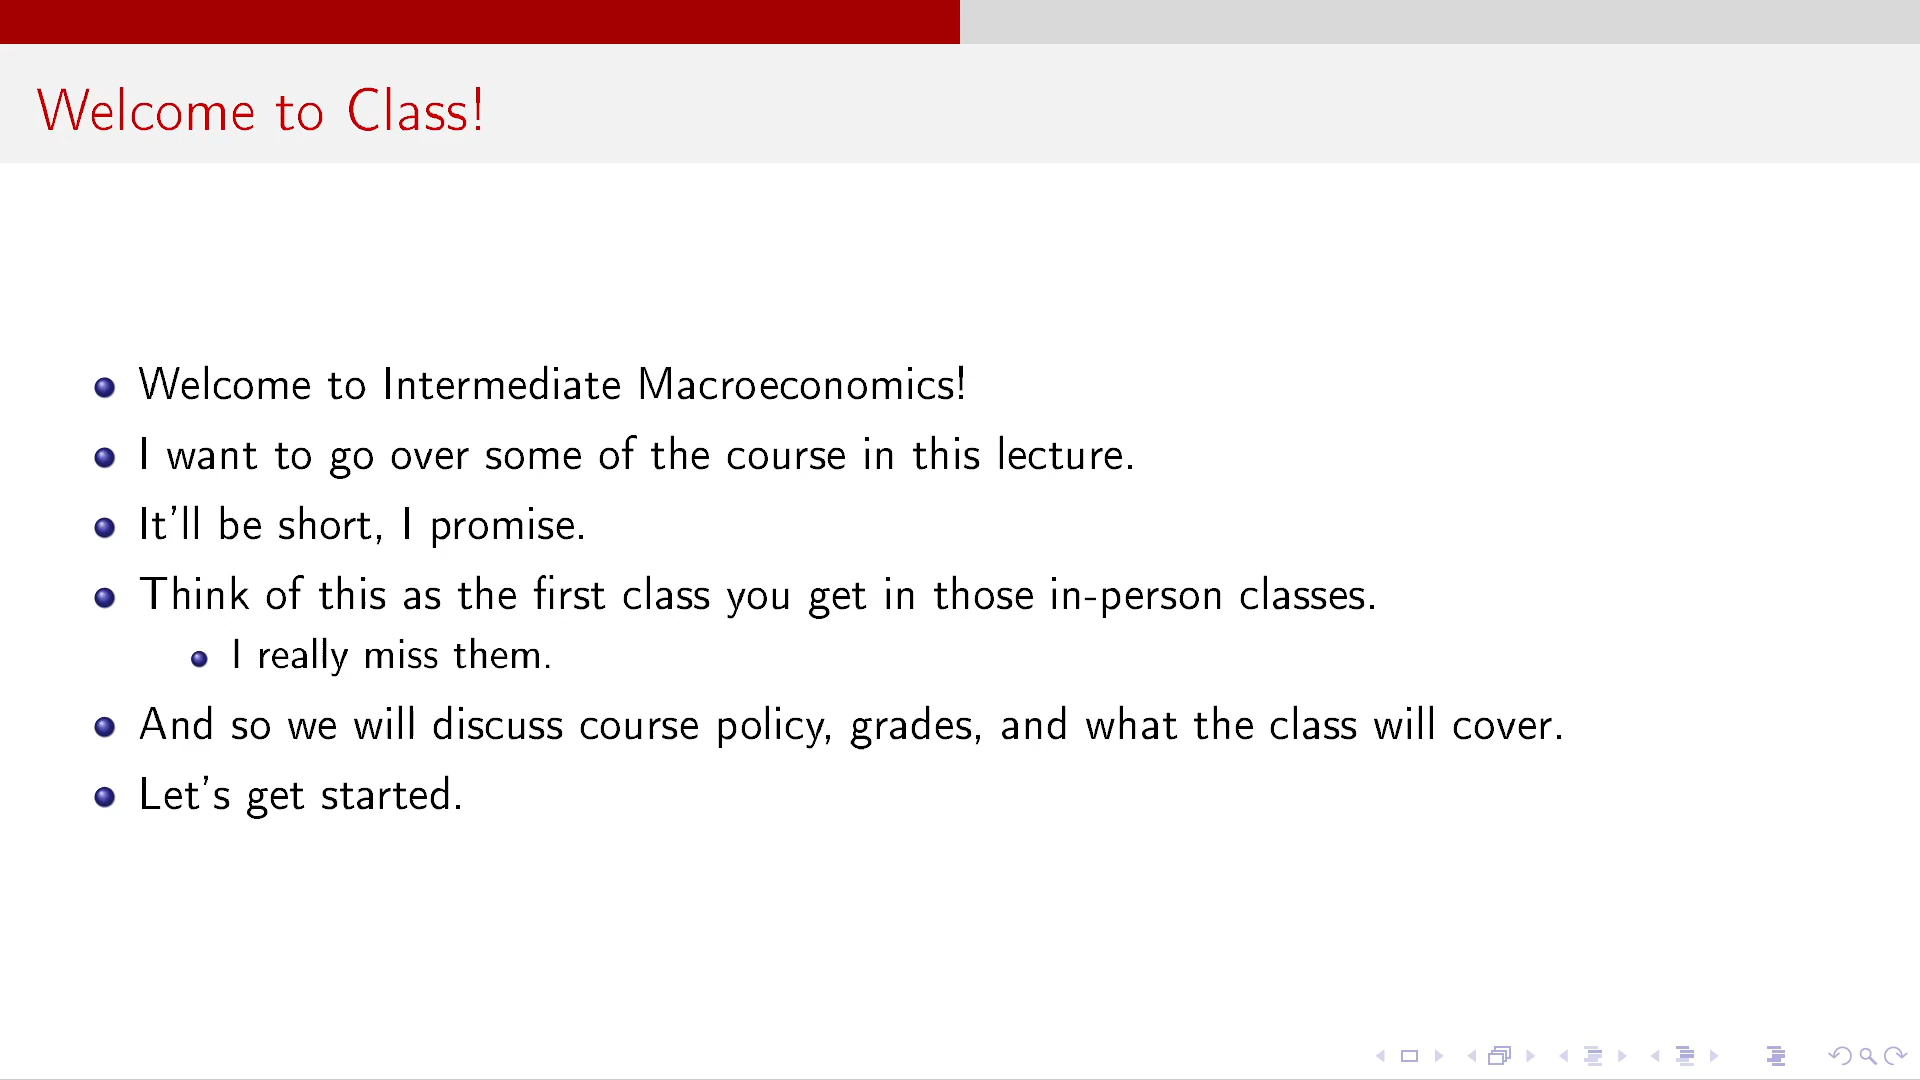 Welcome to Class!
Welcome to Intermediate Macroeconomics!
I want to go over some of the course in this lecture.
It'll be short, I promise.
Think of this as the first class you get in those in-person classes.
I really miss them.
And so we will discuss course policy, grades, and what the class will cover.
Let's get started.